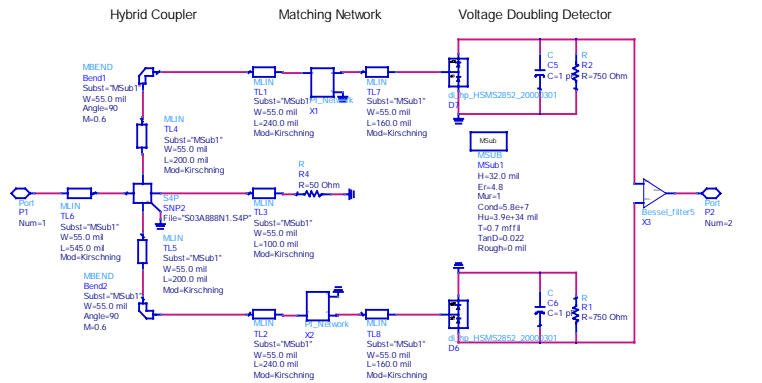 Hybrid Coupler
Matching Network
Voltage Doubling Detector
MBEND
Bend1
Subst="MSub1"
W=55.0 mil
Angle=90
M=0.6
MLIN
TL4
Subst="MSub1"
W=55.0 mil
L=200.0 mil
Mod=Kirschning
MLIN
TL1
Subst="MSub1"
W=55.0 mil
L=240.0 mil
Mod=Kirschning
PI_Network
X1
MLIN
TL7
Subst="MSub1"
W=55.0 mil
L=160.0 mil
Mod=Kirschning
di_hp_HSMS2852_20000301
D7
C
C5
C=1 pF
R
R2
R=750 Ohm
MSub
MSUB
MSub1
H=32.0 mil
Er=4.8
Mur=1
Cond=5.8e+7
Hu=3.9e+34 mil
TanD=0.022
Rough=0 mil
Port
P1
Num=1
MLIN
TL6
Subst="MSub1"
W=55.0 mil
L=545.0 mil
Mod=Kirschning
S4P
SNP2
File="S03A888N1.S4P"
MLIN
TL3
Subst="MSub1"
W=55.0 mil
L=100.0 mil
Mod=Kirschning
R
R4
R=50 Ohm
Bessel_filter5
X3
Port
P2
Num=2
MLIN
TL5
Subst="MSub1"
W=55.0 mil
L=200.0 mil
Mod=Kirschning
MBEND
Bend2
Subst="MSub1"
W=55.0 mil
Angle=90
M=0.6
MLIN
TL2
Subst="MSub1"
W=55.0 mil
L=240.0 mil
Mod=Kirschning
PI_Network
X2
MLIN
TL8
Subst="MSub1"
W=55.0 mil
L=160.0 mil
Mod=Kirschning
di_hp_HSMS2852_20000301
D6
C
C6
C=1 pF
R
R1
R=750 Ohm